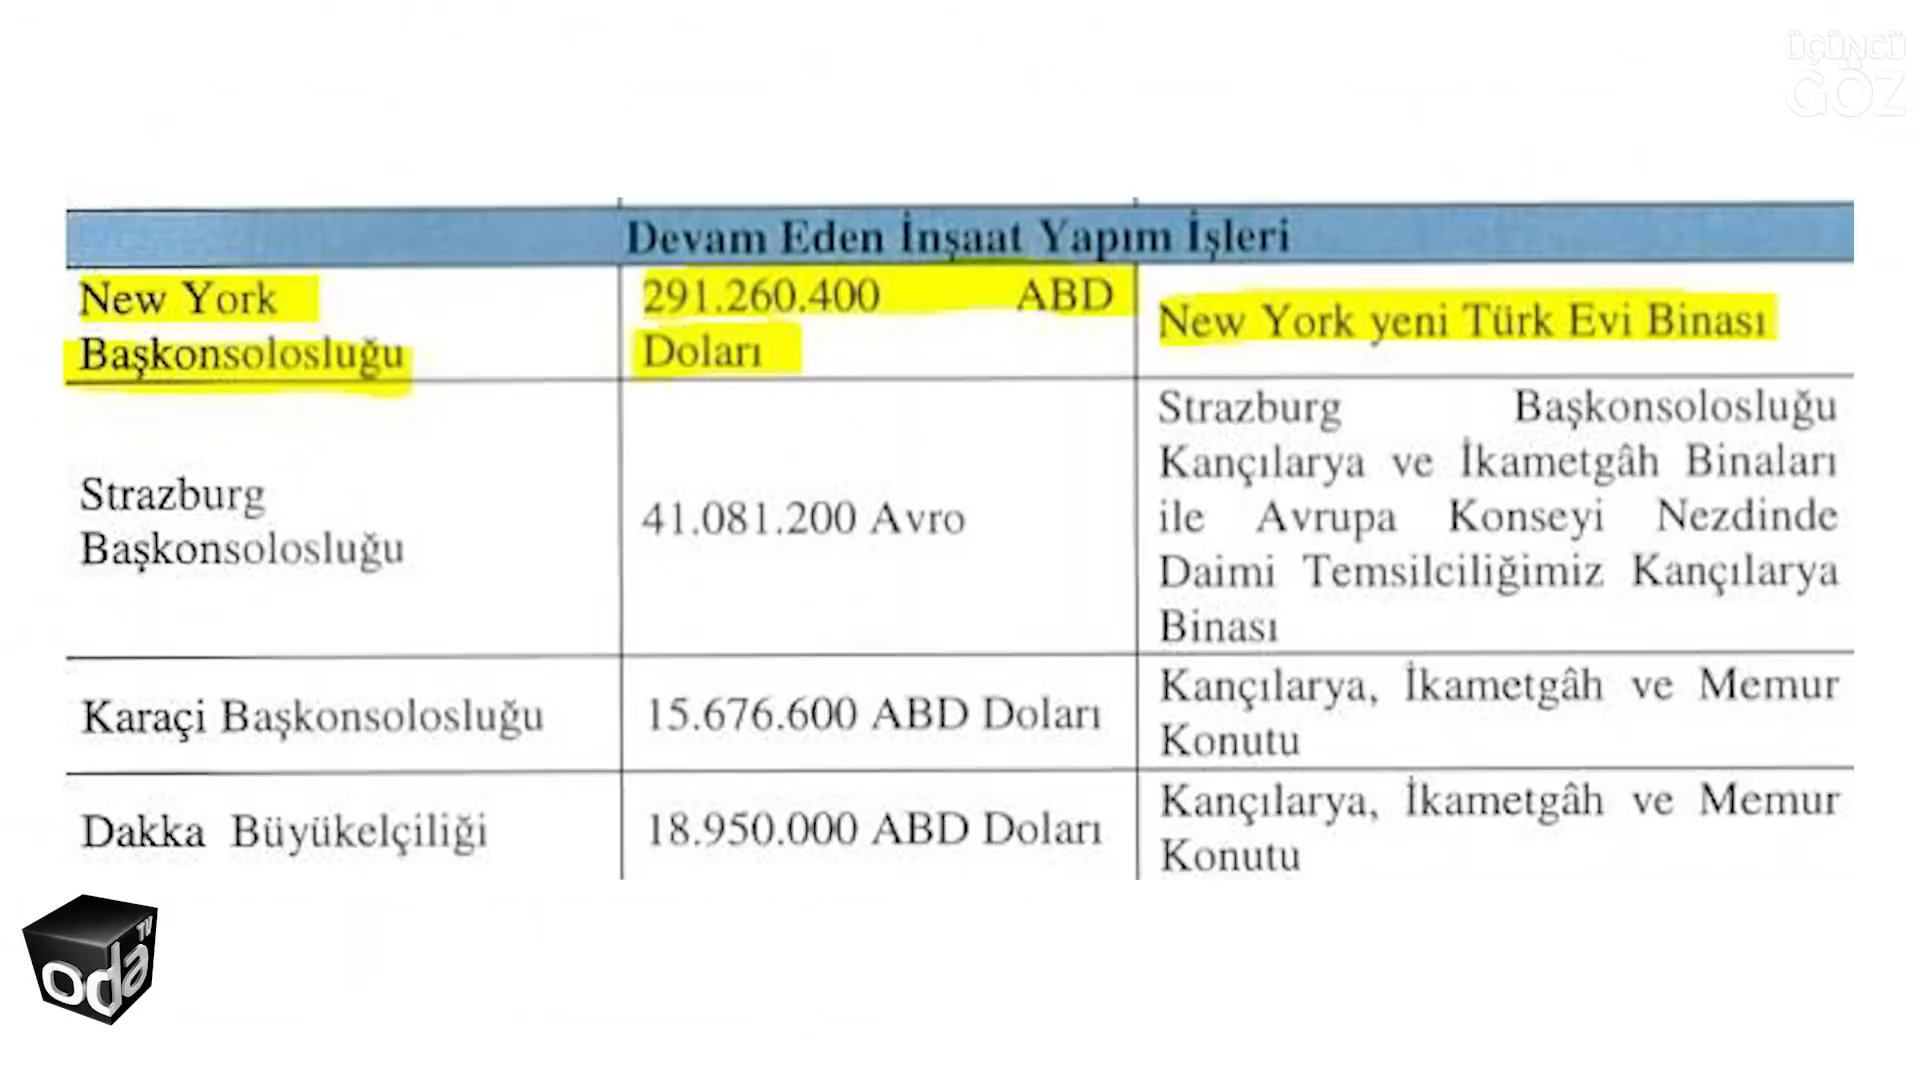 ÜÇÜNCÜ
GÖZ
Devam Eden İnşaat Yapım İşleri
New York
Başkonsolosluğu
291.260.400 ABD
Doları
New York yeni Türk Evi Binası
Strazburg
Başkonsolosluğu
41.081.200 Avro
Strazburg Başkonsolosluğu
Kançılarya ve İkametgâh Binaları
ile Avrupa Konseyi Nezdinde
Daimi Temsilciliğimiz Kançılarya
Binası
Karaçi Başkonsolosluğu
15.676.600 ABD Doları
Kançılarya, İkametgâh ve Memur
Konutu
Dakka Büyükelçiliği
18.950.000 ABD Doları
Kançılarya, İkametgâh ve Memur
Konutu
oda
TV